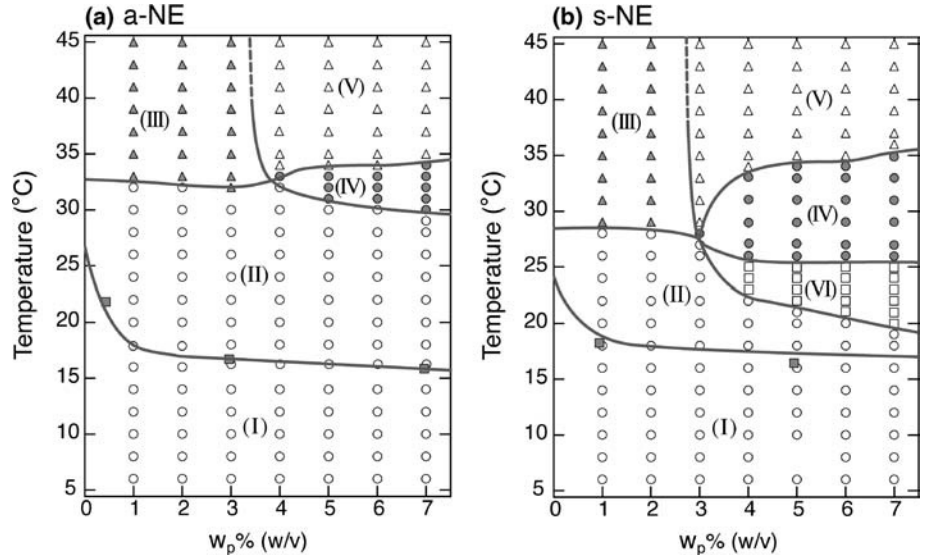 (a) a-NE
45
40
35
30
25
20
15
10
5
Temperature (°C)
(III)
(V)
(IV)
(II)
(I)
0 1 2 3 4 5 6 7
wp% (w/v)
(b) s-NE
45
40
35
30
25
20
15
10
5
Temperature (°C)
(III)
(V)
(IV)
(VI)
(II)
(I)
0 1 2 3 4 5 6 7
wp% (w/v)